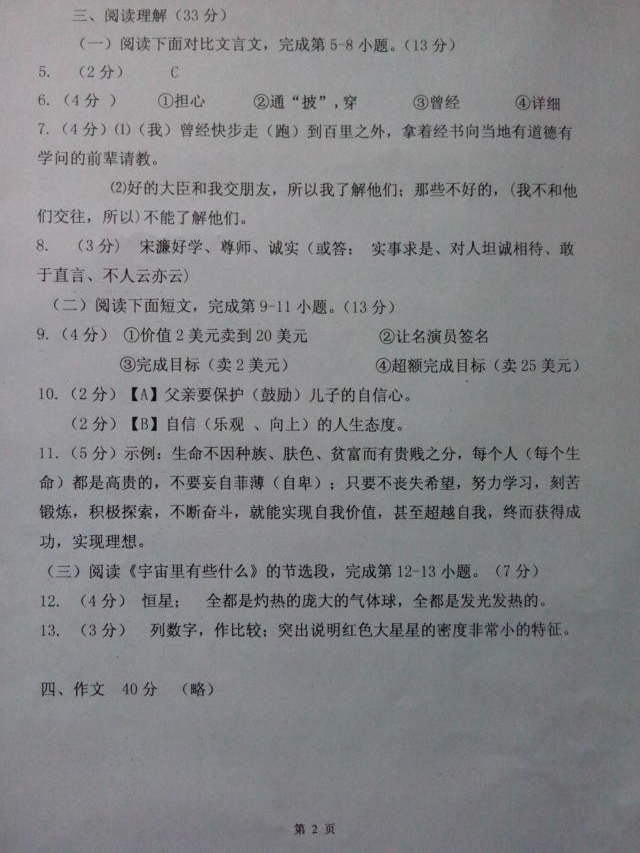 三、阅读理解（33 分）
（一）阅读下面对比文言文，完成第 5-8 小题。（13 分）
5. （2 分） C
6.（4 分 ） ①担心 ②通“披”,穿 ③曾经 ④详细
7.（4 分）⑴（我）曾经快步走（跑）到百里之外，拿着经书向当地有道德有
学问的前辈请教。
⑵好的大臣和我交朋友，所以我了解他们；那些不好的，(我不和他
们交往，所以)不能了解他们。
8. （3 分） 宋濂好学、尊师、诚实（或答： 实事求是、对人坦诚相待、敢
于直言、不人云亦云)
（二）阅读下面短文，完成第 9-11 小题。（13 分）
9.（4 分） ①价值 2 美元卖到 20 美元 ②让名演员签名
③完成目标（卖 2 美元） ④超额完成目标（卖 25 美元）
10.（2 分）【A】父亲要保护（鼓励）儿子的自信心。
（2 分）【B】自信（乐观 、向上）的人生态度。
11.（5 分）示例：生命不因种族、肤色、贫富而有贵贱之分，每个人（每个生
命）都是高贵的，不要妄自菲薄（自卑）；只要不丧失希望，努力学习，刻苦
锻炼，积极探索，不断奋斗，就能实现自我价值，甚至超越自我，终而获得成
功，实现理想。
（三）阅读《宇宙里有些什么》的节选段，完成第 12-13 小题。（7 分）
12. （4 分） 恒星； 全都是灼热的庞大的气体球，全都是发光发热的。
13. （3 分） 列数字，作比较；突出说明红色大星星的密度非常小的特征。
四、作文 40 分 （略）
第 2 页